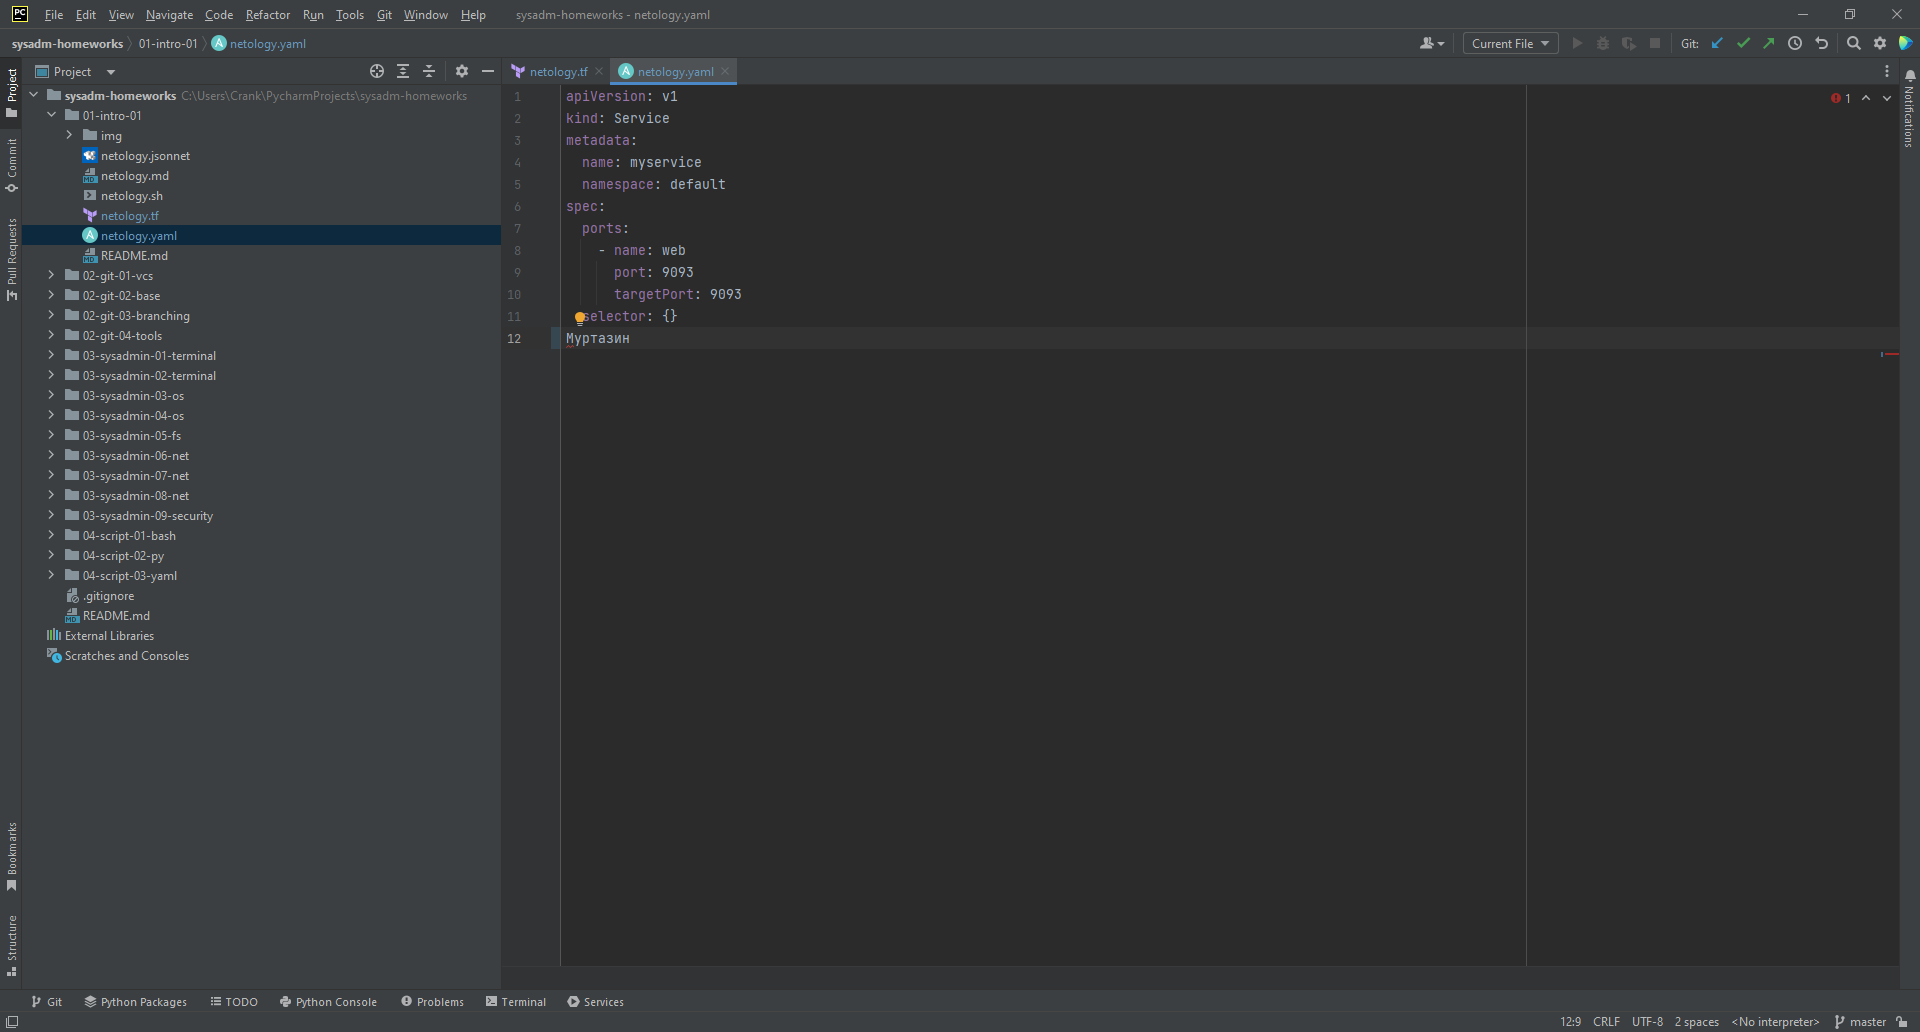 PC File Edit View Navigate Code Refactor Run Tools Git Window Help sysadm-homeworks - netology.yaml
sysadm-homeworks 01-intro-01 netology.yaml Current File Git:
Project
netology.tf netology.yaml
Project
Commit
Pull Requests
Bookmarks
Structure
sysadm-homeworks C:\Users\Crank\PycharmProjects\sysadm-homeworks
01-intro-01
img
netology.jsonnet
netology.md
netology.sh
netology.tf
netology.yaml
README.md
02-git-01-vcs
02-git-02-base
02-git-03-branching
02-git-04-tools
03-sysadmin-01-terminal
03-sysadmin-02-terminal
03-sysadmin-03-os
03-sysadmin-04-os
03-sysadmin-05-fs
03-sysadmin-06-net
03-sysadmin-07-net
03-sysadmin-08-net
03-sysadmin-09-security
04-script-01-bash
04-script-02-py
04-script-03-yaml
.gitignore
README.md
External Libraries
Scratches and Consoles
1 apiVersion: v1
2 kind: Service
3 metadata:
4 name: myservice
5 namespace: default
6 spec:
7 ports:
8 - name: web
9 port: 9093
10 targetPort: 9093
11 selector: {}
12 Муртазин
1
Notifications
Git Python Packages TODO Python Console Problems Terminal Services
12:9 CRLF UTF-8 2 spaces <No interpreter> master